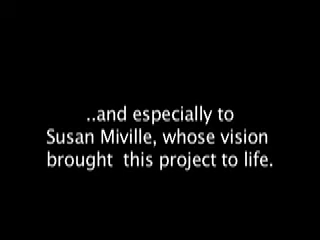 ..and especially to
Susan Miville, whose vision
brought  this project to life.